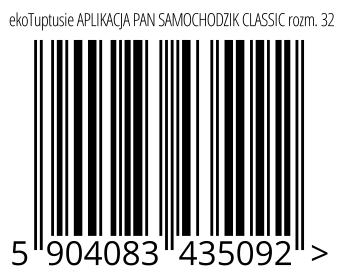 ekoTuptusie APLIKACJA PAN SAMOCHODZIK CLASSIC rozm. 32
5 904083 435092 >